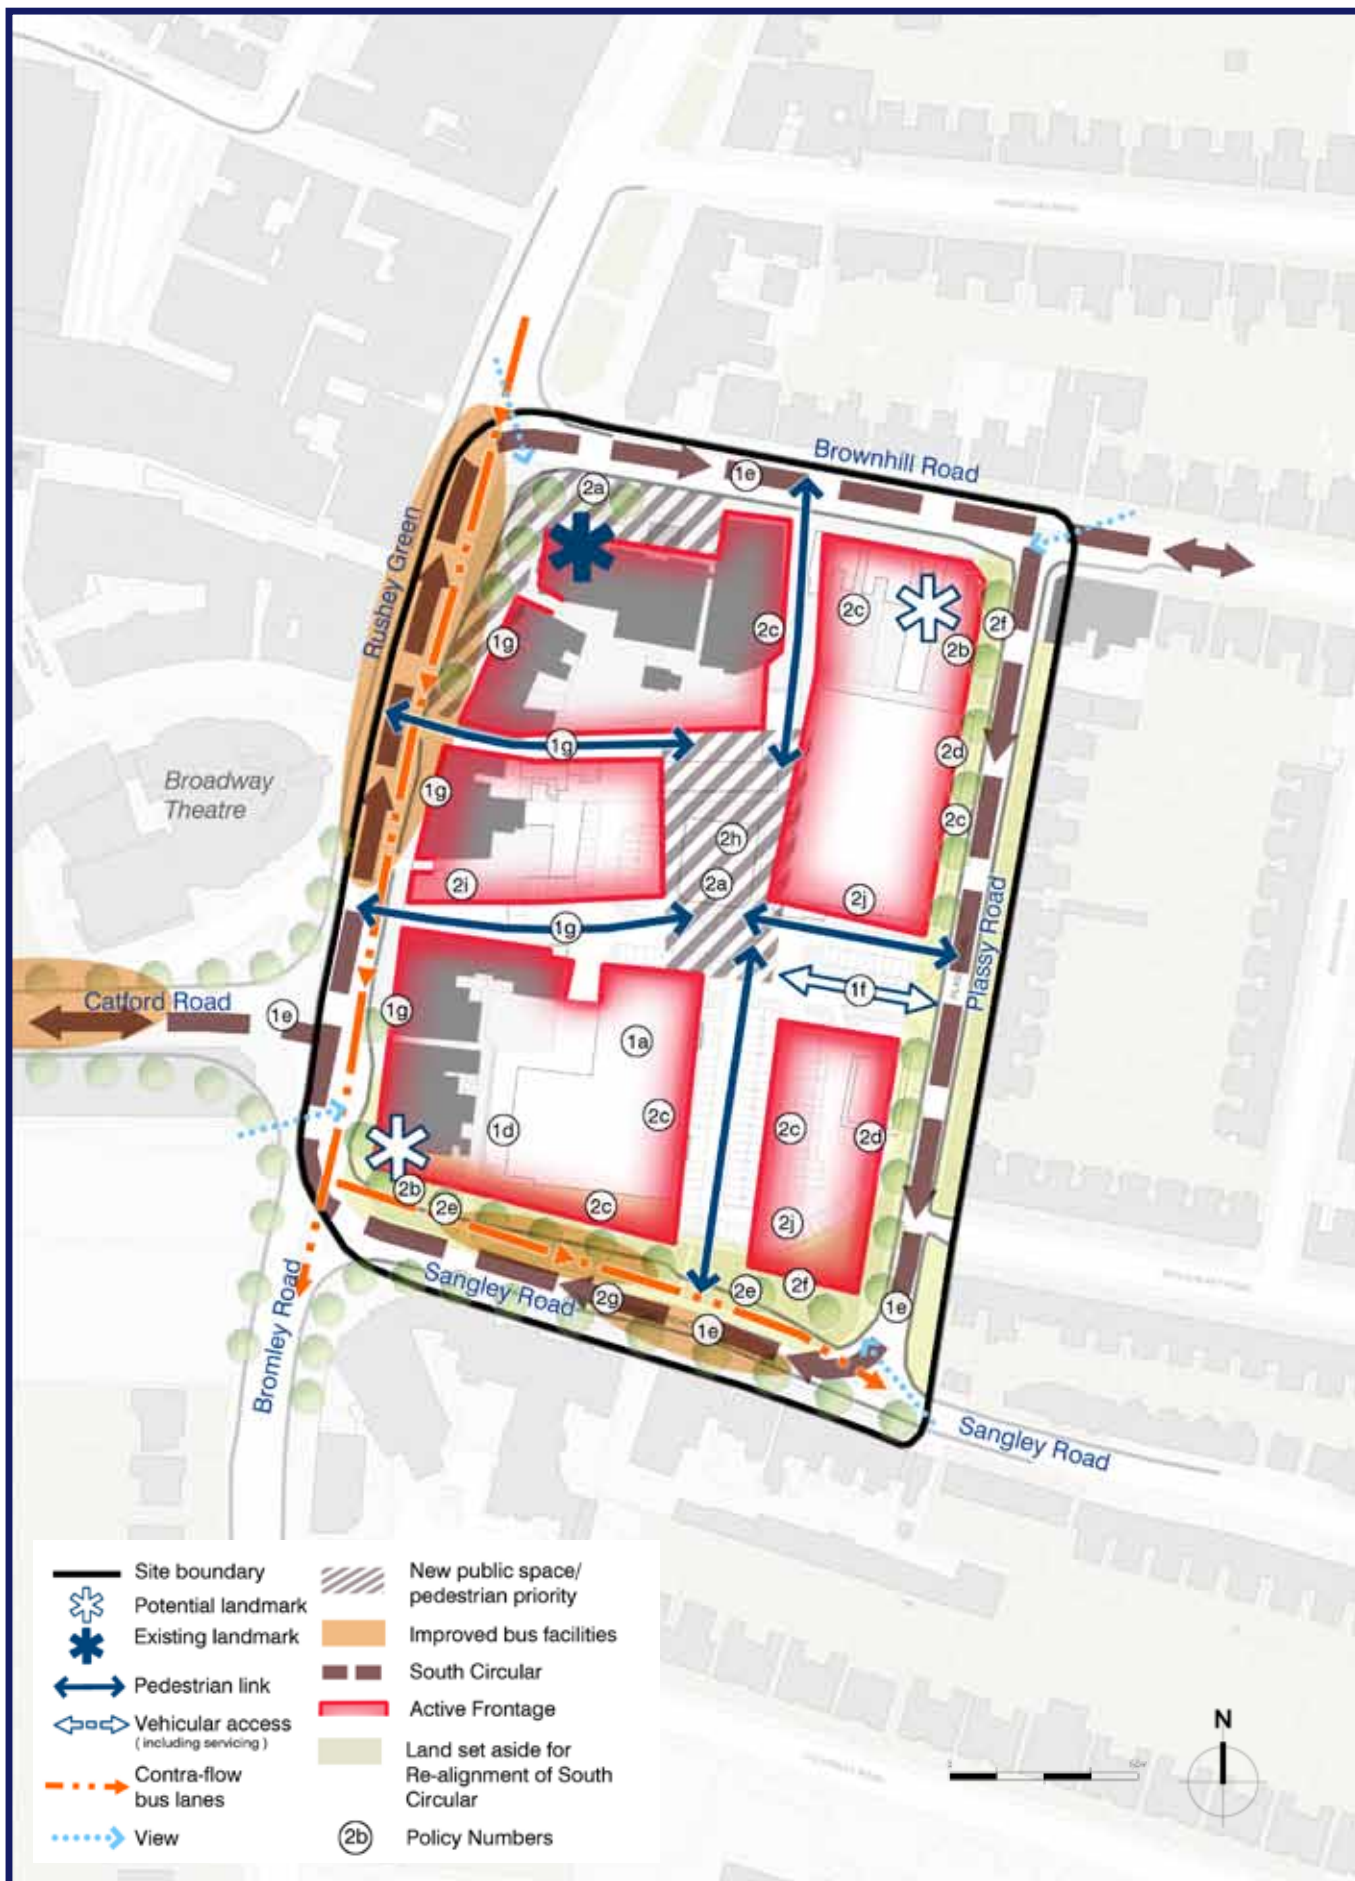 Brownhill Road
1e
2a
Rushey Green
2c
2c
2f
2b
1g
1g
2d
1g
2c
Broadway
Theatre
2h
2a
2i
2j
1g
Plassy Road
Catford Road
1e
1g
1f
1a
2c
2c
2d
1d
2b
2e
2c
2j
2f
2e
Sangley Road
2g
1e
1e
Bromley Road
Sangley Road
Site boundary
Potential landmark
Existing landmark
Pedestrian link
Vehicular access
( including servicing )
Contra-flow
bus lanes
View
New public space/
pedestrian priority
Improved bus facilities
South Circular
Active Frontage
Land set aside for
Re-alignment of South
Circular
2b
Policy Numbers
N